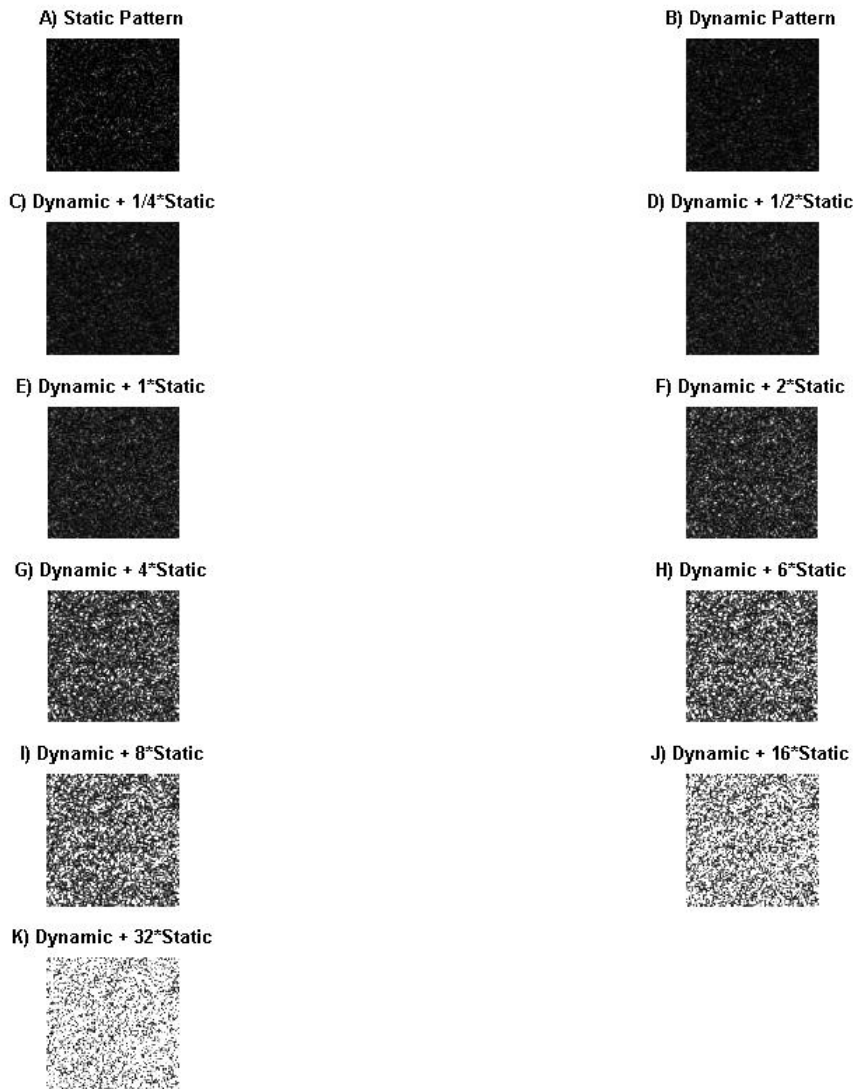 A) Static Pattern
B) Dynamic Pattern
C) Dynamic + 1/4*Static
D) Dynamic + 1/2*Static
E) Dynamic + 1*Static
F) Dynamic + 2*Static
G) Dynamic + 4*Static
H) Dynamic + 6*Static
I) Dynamic + 8*Static
J) Dynamic + 16*Static
K) Dynamic + 32*Static